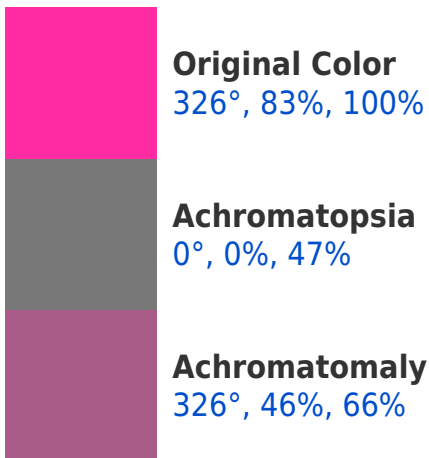 Original Color
326°, 83%, 100%
Achromatopsia
0°, 0%, 47%
Achromatomaly
326°, 46%, 66%